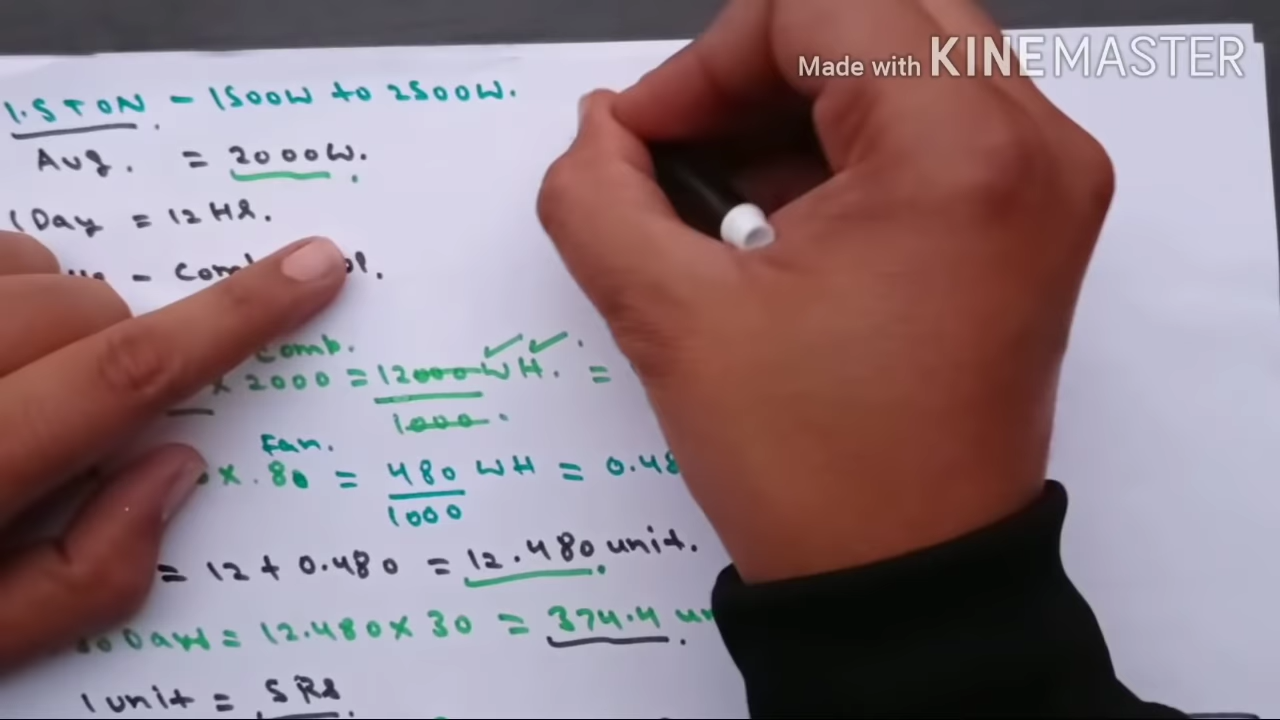 Made with KINEMASTER
1.5 TON - 1500W to 2500W.
Avg. = 2000W.
1 Day = 12 HR.
Comb.
x 2000 = 12000 WH. =
1000.
Fan.
x .80 = 480 WH = 0.48
1000
= 12 + 0.480 = 12.480 unit.
= 12.480 x 30 = 374.4
1 unit = 5 RS